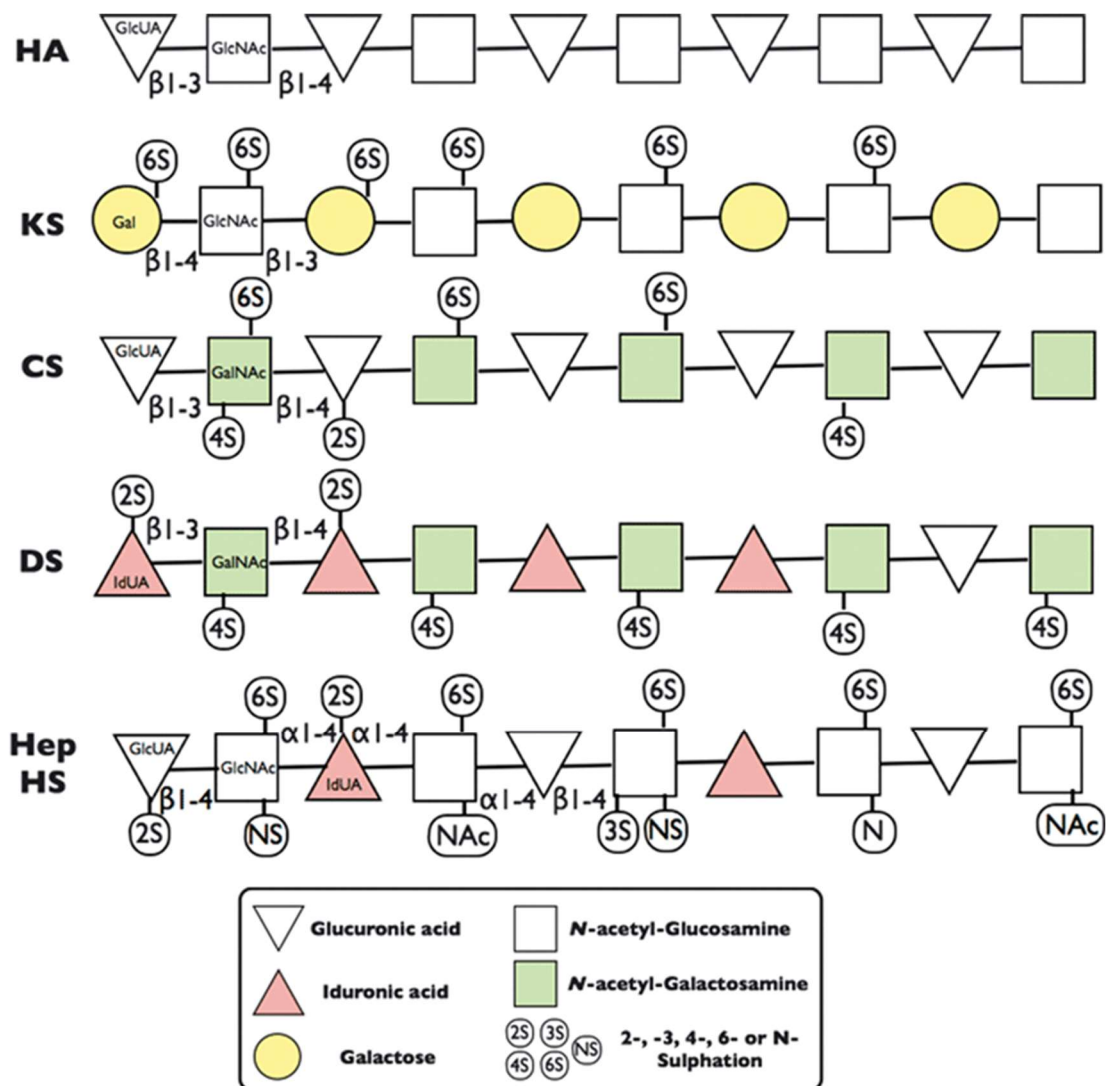 GlcUA
HA
GlcNAc
β1-3
β1-4
6S
6S
6S
6S
6S
6S
KS
Gal
GlcNAc
β1-4
β1-3
6S
6S
6S
GlcUA
CS
GalNAc
β1-3
β1-4
4S
2S
4S
2S
2S
β1-3
β1-4
DS
IdUA
GalNAc
4S
4S
4S
4S
4S
6S
2S
6S
6S
6S
6S
α1-4
α1-4
Hep
HS
GlcUA
GlcNAc
IdUA
β1-4
α1-4
β1-4
2S
NS
NAc
3S
NS
N
NAc
Glucuronic acid
N-acetyl-Glucosamine
Iduronic acid
N-acetyl-Galactosamine
Galactose
2S 3S
NS
4S 6S
2-, -3, 4-, 6- or N-
Sulphation